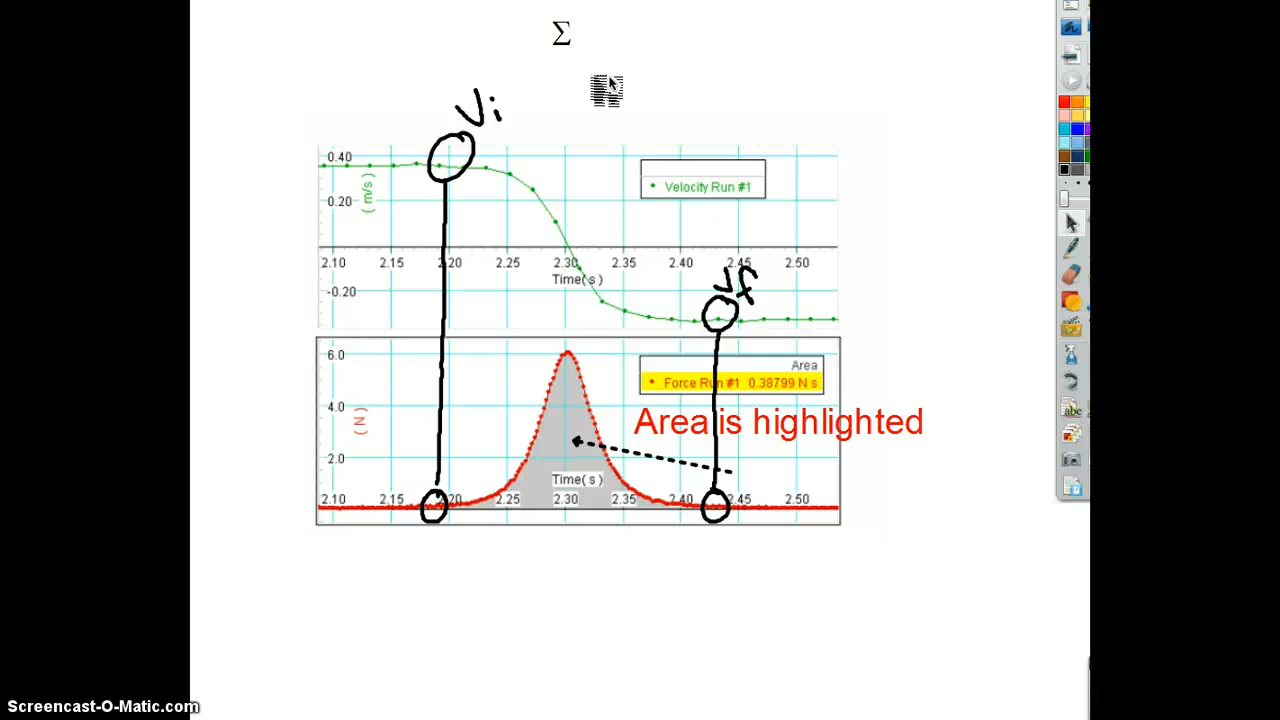 Σ
Vi
0.40
0.20
( m/s )
Velocity Run #1
2.10 2.15 2.20 2.25 2.30 2.35 2.40 2.45 2.50
Time( s )
-0.20
Vf
6.0
4.0
2.0
( N )
Area
Force Run #1 0.38799 N s
Area is highlighted
Time( s )
2.10 2.15 2.20 2.25 2.30 2.35 2.40 2.45 2.50
abc
Screencast-O-Matic.com